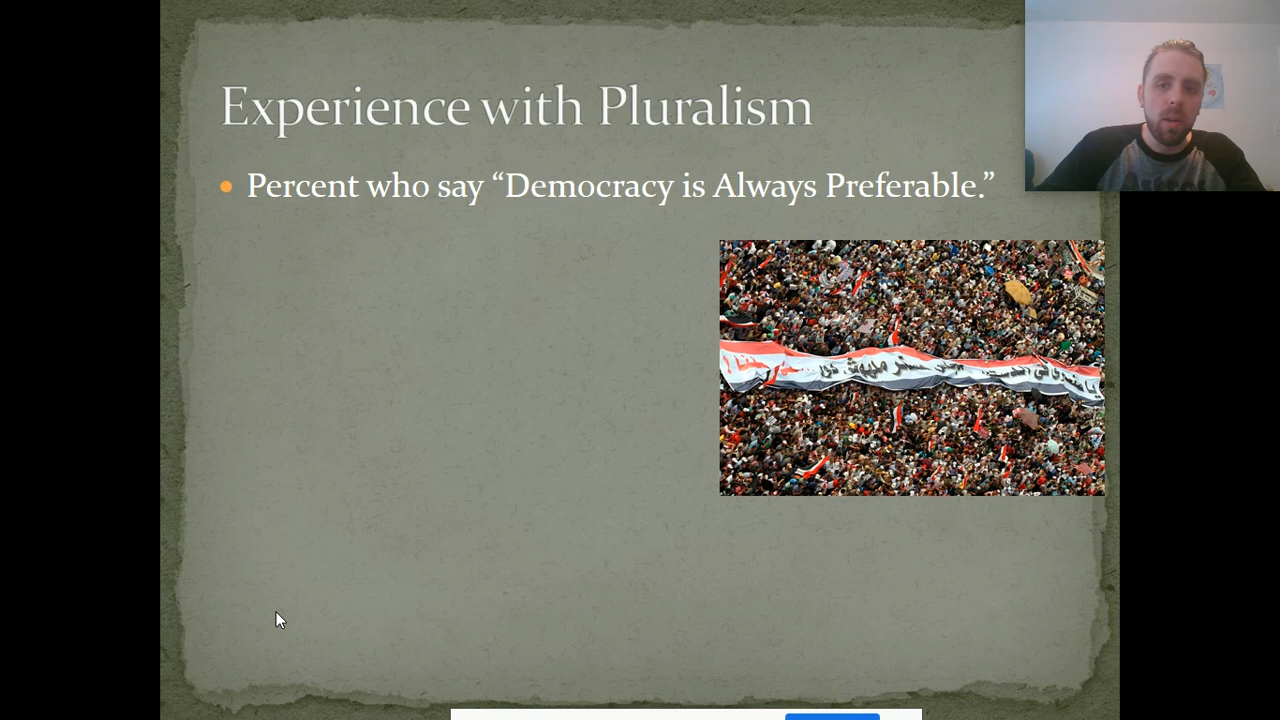 Experience with Pluralism
Percent who say “Democracy is Always Preferable.”